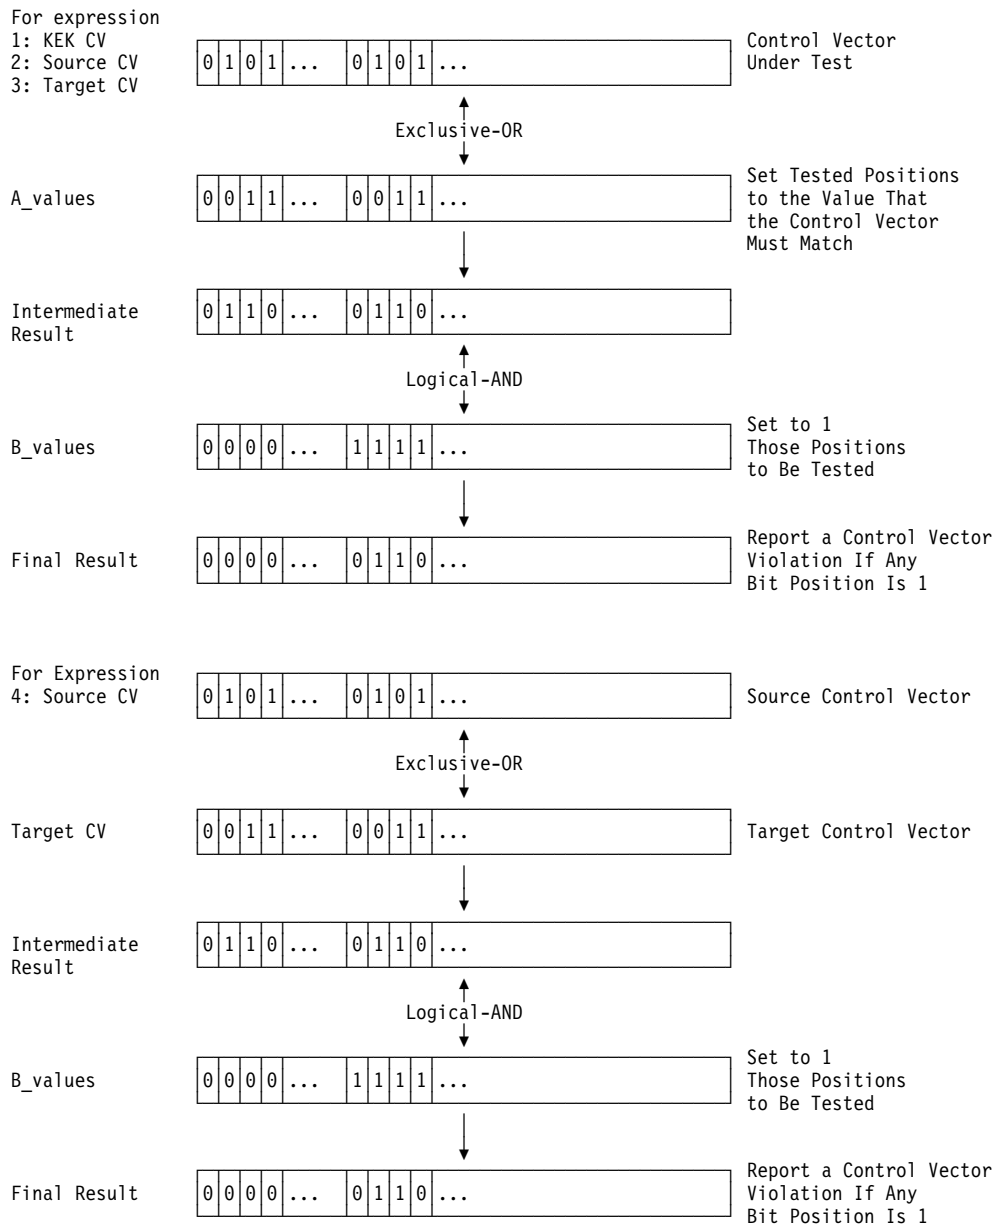 For expression
1: KEK CV
2: Source CV
3: Target CV
0 1 0 1 ... 0 1 0 1 ...
Control Vector
Under Test
Exclusive-OR
A_values
0 0 1 1 ... 0 0 1 1 ...
Set Tested Positions
to the Value That
the Control Vector
Must Match
Intermediate
Result
0 1 1 0 ... 0 1 1 0 ...
Logical-AND
B_values
0 0 0 0 ... 1 1 1 1 ...
Set to 1
Those Positions
to Be Tested
Final Result
0 0 0 0 ... 0 1 1 0 ...
Report a Control Vector
Violation If Any
Bit Position Is 1
For Expression
4: Source CV
0 1 0 1 ... 0 1 0 1 ...
Source Control Vector
Exclusive-OR
Target CV
0 0 1 1 ... 0 0 1 1 ...
Target Control Vector
Intermediate
Result
0 1 1 0 ... 0 1 1 0 ...
Logical-AND
B_values
0 0 0 0 ... 1 1 1 1 ...
Set to 1
Those Positions
to Be Tested
Final Result
0 0 0 0 ... 0 1 1 0 ...
Report a Control Vector
Violation If Any
Bit Position Is 1